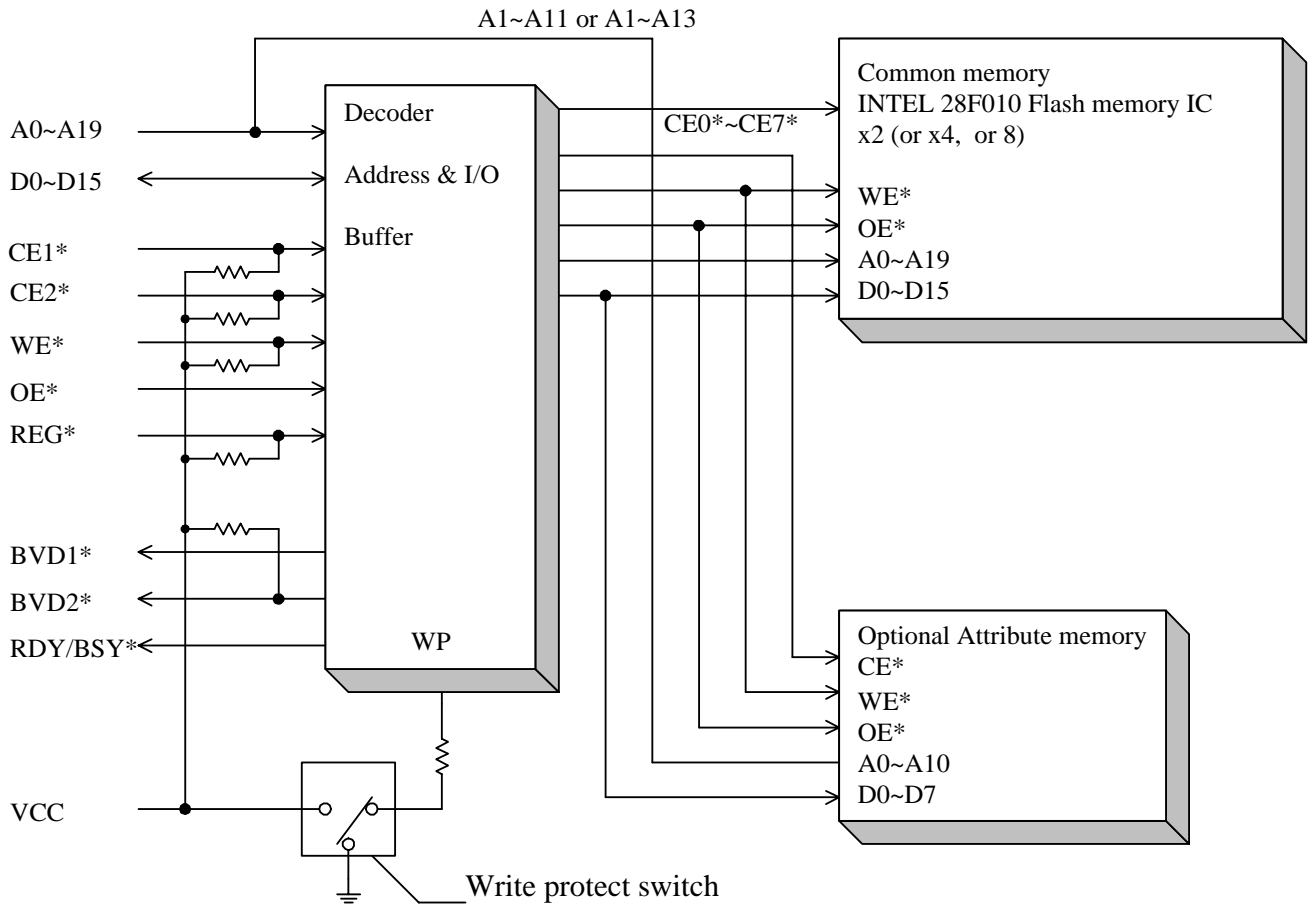 A1~A11 or A1~A13
A0~A19
D0~D15
CE1*
CE2*
WE*
OE*
REG*
BVD1*
BVD2*
RDY/BSY*
VCC
Decoder
Address & I/O
Buffer
WP
CE0*~CE7*
Common memory
INTEL 28F010 Flash memory IC
x2 (or x4, or 8)
WE*
OE*
A0~A19
D0~D15
Optional Attribute memory
CE*
WE*
OE*
A0~A10
D0~D7
Write protect switch